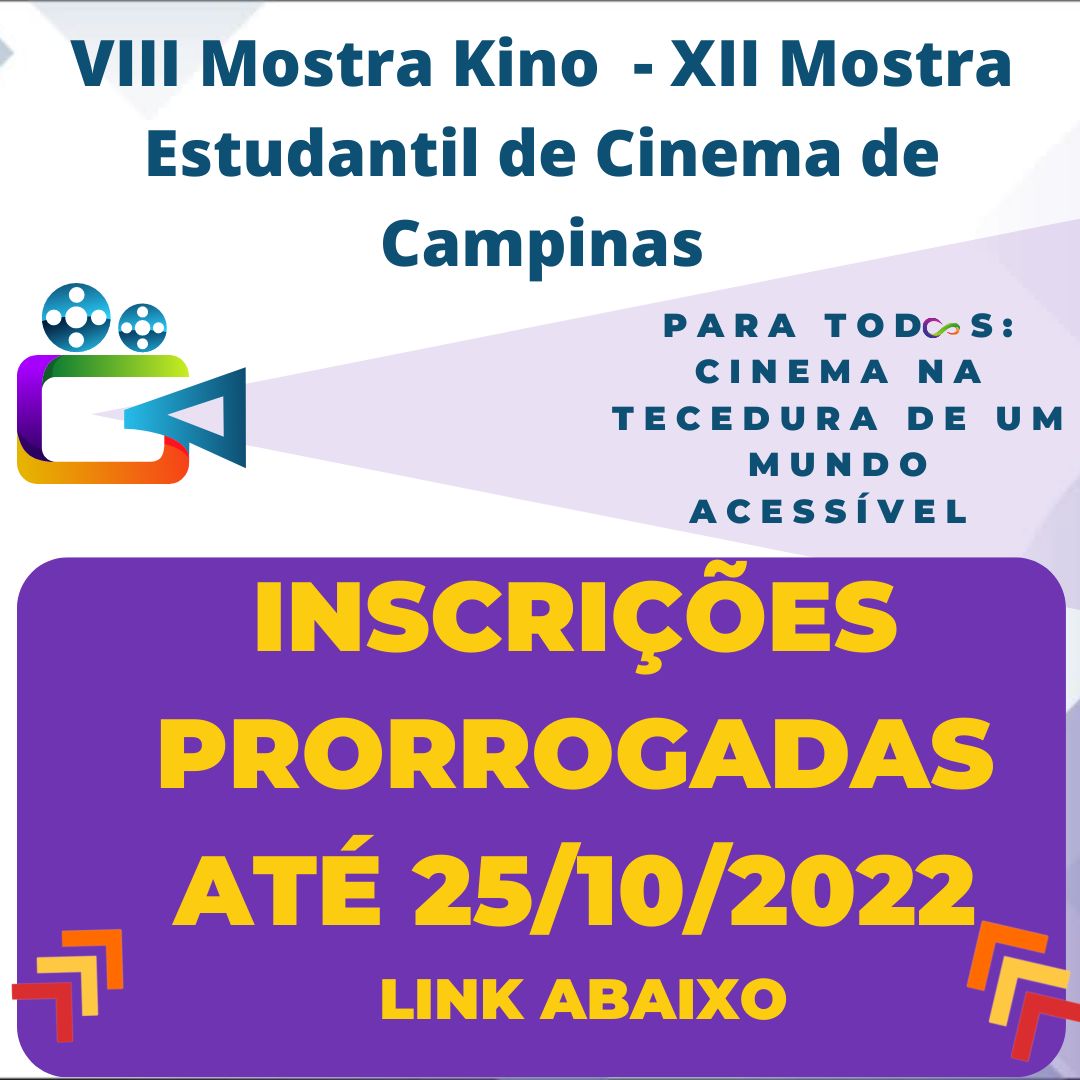 VIII Mostra Kino - XII Mostra
Estudantil de Cinema de
Campinas
PARA TOD∞S:
CINEMA NA
TECEDURA DE UM
MUNDO
ACESSÍVEL
INSCRIÇÕES
PRORROGADAS
ATÉ 25/10/2022
LINK ABAIXO